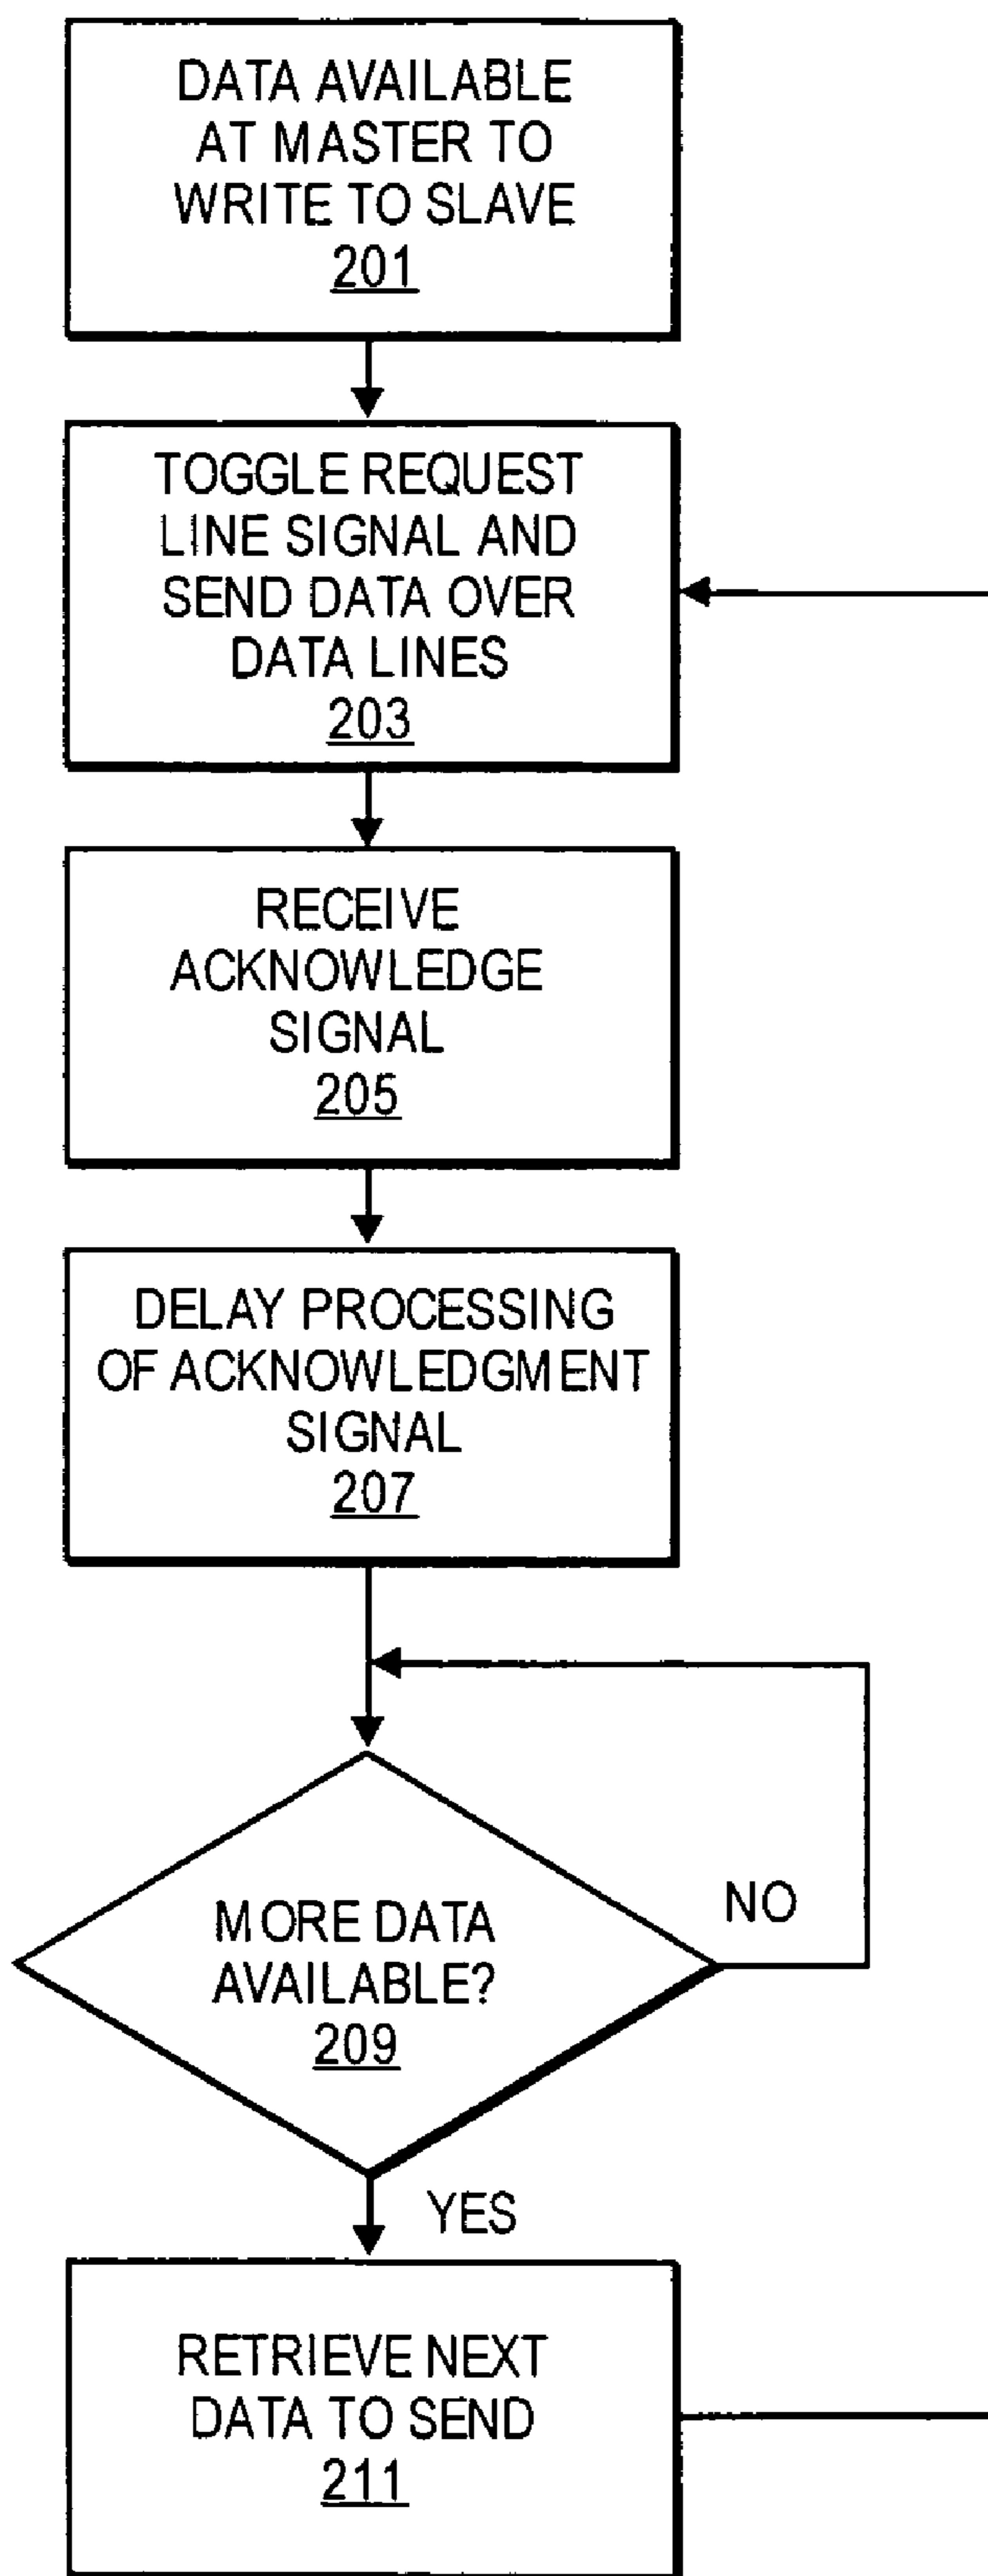 DATA AVAILABLE
AT MASTER TO
WRITE TO SLAVE
201
TOGGLE REQUEST
LINE SIGNAL AND
SEND DATA OVER
DATA LINES
203
RECEIVE
ACKNOWLEDGE
SIGNAL
205
DELAY PROCESSING
OF ACKNOWLEDGMENT
SIGNAL
207
MORE DATA
AVAILABLE?
209
NO
YES
RETRIEVE NEXT
DATA TO SEND
211